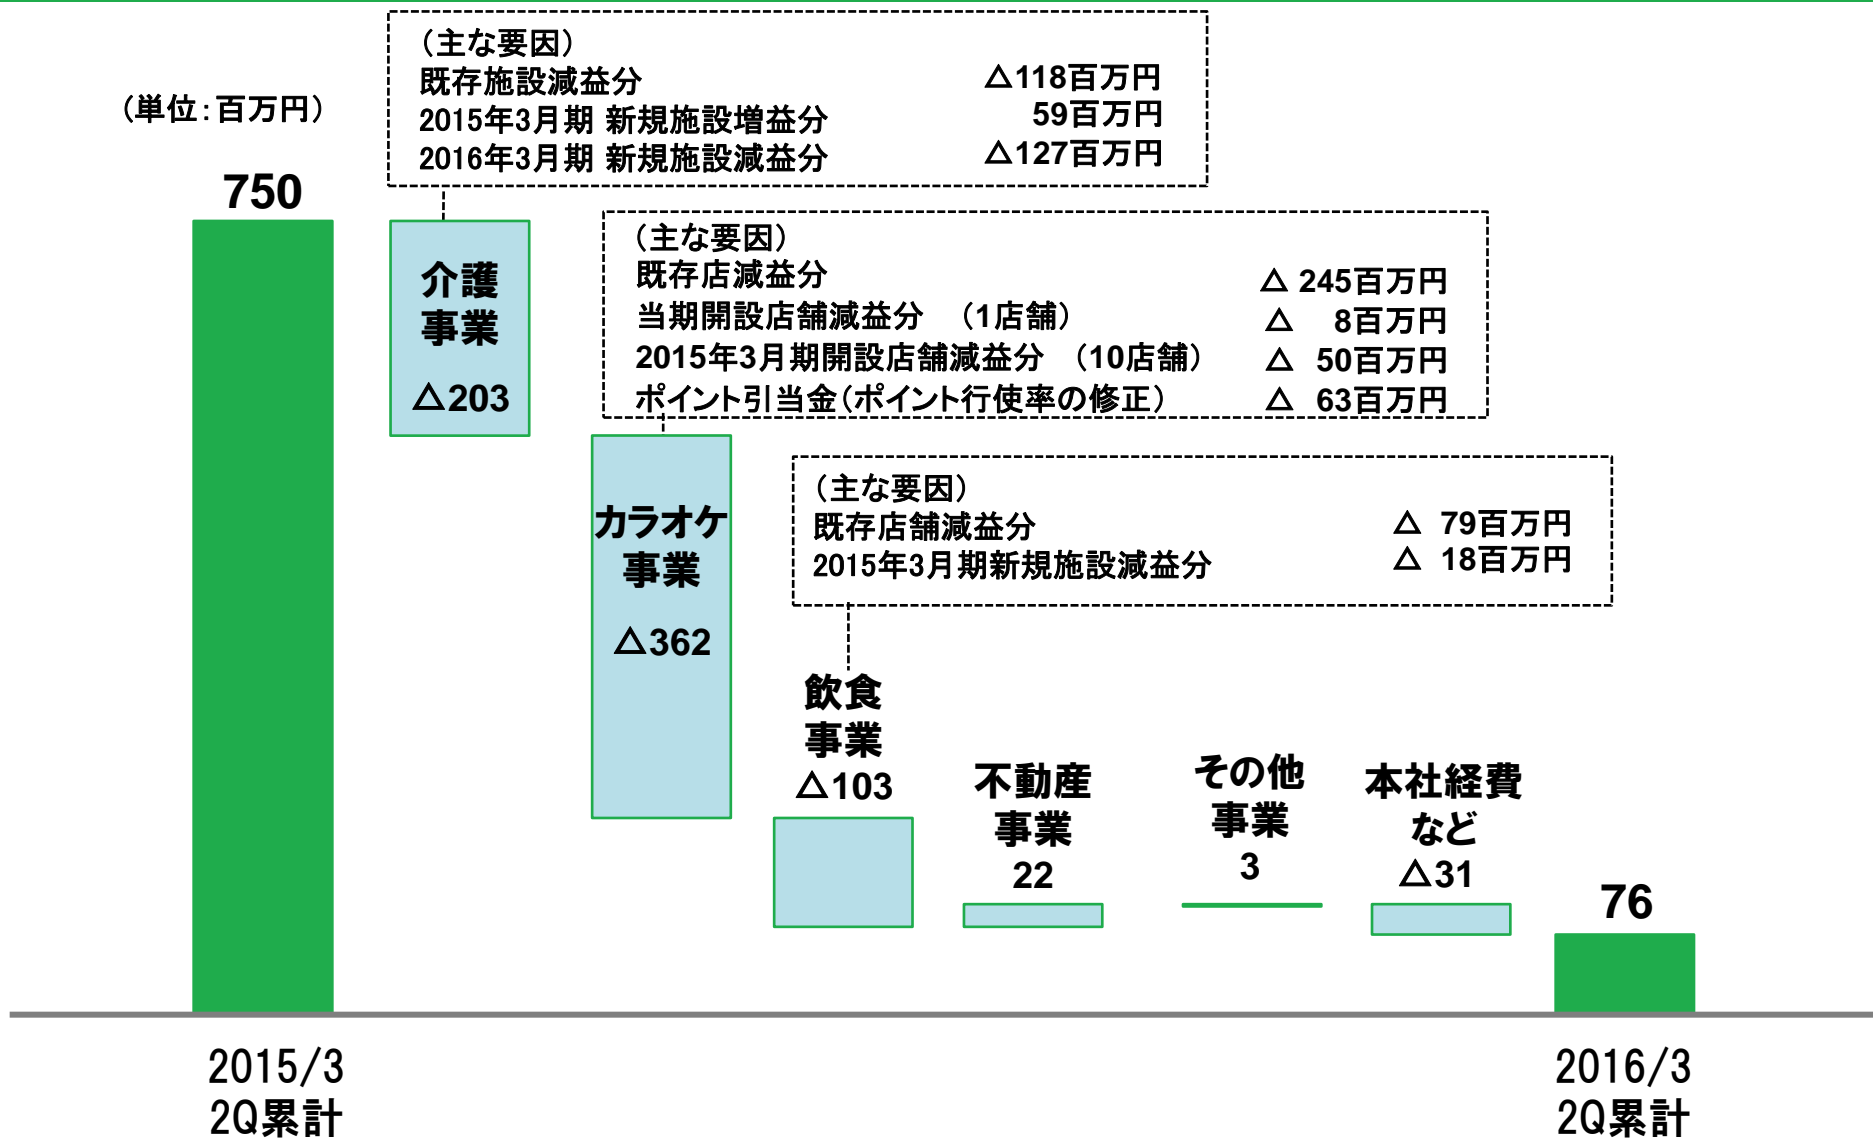 (単位:百万円)
(主な要因)
既存施設減益分 △118百万円
2015年3月期 新規施設増益分 59百万円
2016年3月期 新規施設減益分 △127百万円
750
介護
事業
△203
(主な要因)
既存店減益分 △ 245百万円
当期開設店舗減益分 (1店舗) △ 8百万円
2015年3月期開設店舗減益分 (10店舗) △ 50百万円
ポイント引当金(ポイント行使率の修正) △ 63百万円
カラオケ
事業
△362
(主な要因)
既存店舗減益分 △ 79百万円
2015年3月期新規施設減益分 △ 18百万円
飲食
事業
△103
不動産
事業
22
その他
事業
3
本社経費
など
△31
76
2015/3
2Q累計
2016/3
2Q累計